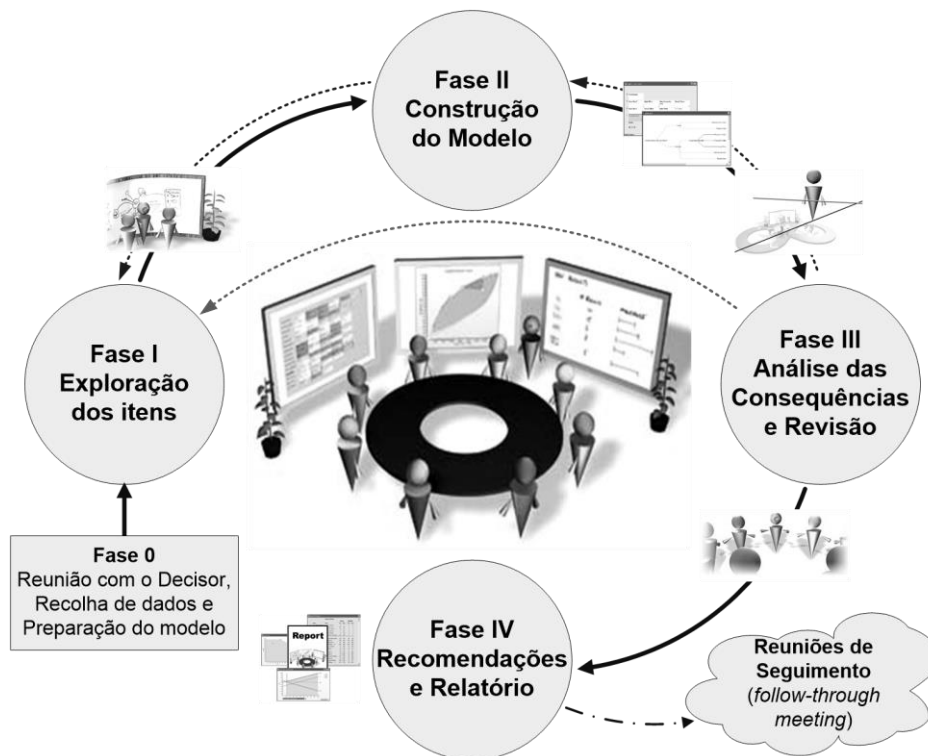 Fase II
Construção
do Modelo
Fase I
Exploração
dos itens
Fase III
Análise das
Consequências
e Revisão
Fase 0
Reunião com o Decisor,
Recolha de dados e
Preparação do modelo
Report
Fase IV
Recomendações
e Relatório
Reuniões de
Seguimento
(follow-through
meeting)